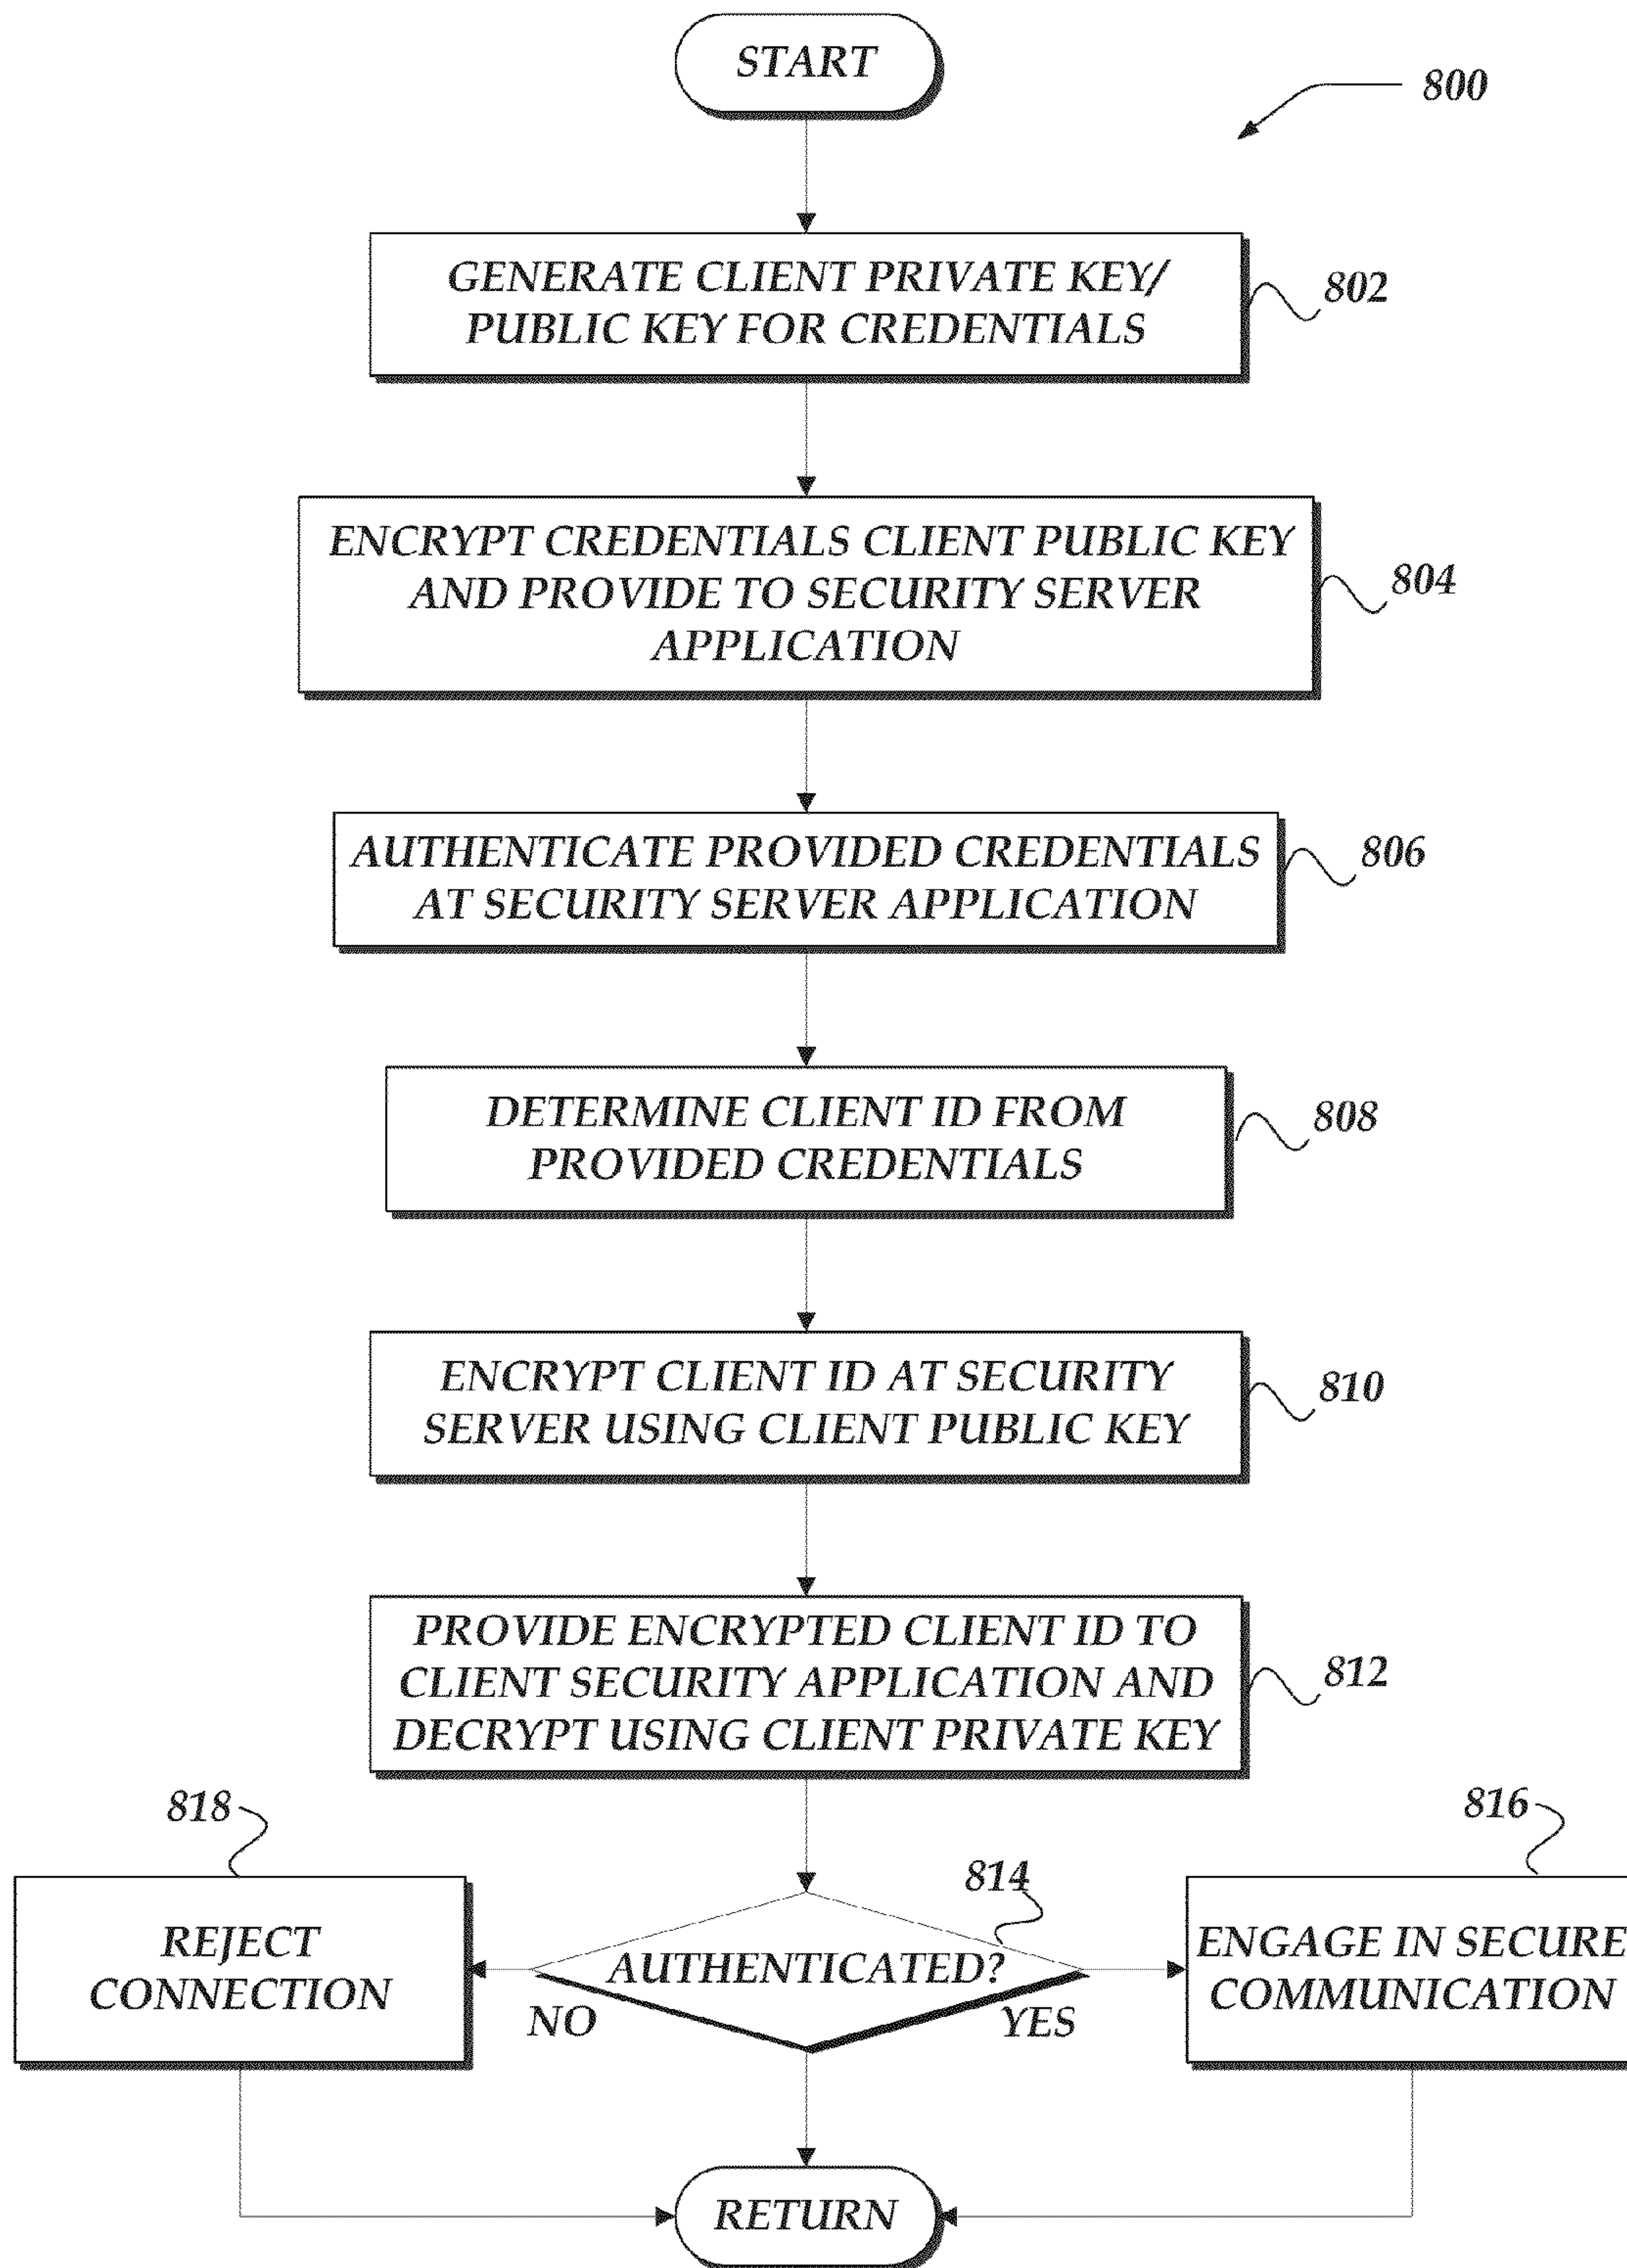 START
800
GENERATE CLIENT PRIVATE KEY/
PUBLIC KEY FOR CREDENTIALS
802
ENCRYPT CREDENTIALS CLIENT PUBLIC KEY
AND PROVIDE TO SECURITY SERVER
APPLICATION
804
AUTHENTICATE PROVIDED CREDENTIALS
AT SECURITY SERVER APPLICATION
806
DETERMINE CLIENT ID FROM
PROVIDED CREDENTIALS
808
ENCRYPT CLIENT ID AT SECURITY
SERVER USING CLIENT PUBLIC KEY
810
PROVIDE ENCRYPTED CLIENT ID TO
CLIENT SECURITY APPLICATION AND
DECRYPT USING CLIENT PRIVATE KEY
812
818
REJECT
CONNECTION
814
AUTHENTICATED?
NO
YES
816
ENGAGE IN SECURE
COMMUNICATION
RETURN